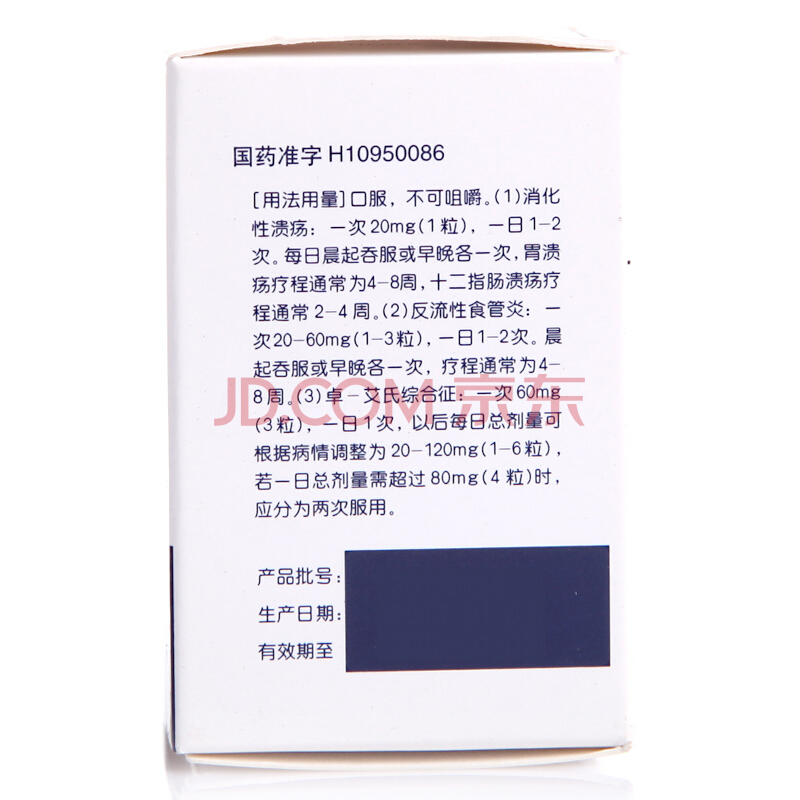 国药准字 H10950086
[用法用量]口服，不可咀嚼。(1)消化
性溃疡：一次20mg(1粒)，一日1-2
次。每日晨起吞服或早晚各一次，胃溃
疡疗程通常为4-8周，十二指肠溃疡疗
程通常2-4周。(2)反流性食管炎：一
次20-60mg(1-3粒)，一日1-2次。晨
起吞服或早晚各一次，疗程通常为4-
8周。(3)卓-艾氏综合征：一次60mg
JD.COM 京东
(3粒)，一日1次，以后每日总剂量可
根据病情调整为20-120mg(1-6粒)，
若一日总剂量需超过80mg(4粒)时，
应分为两次服用。
产品批号：
生产日期：
有效期至